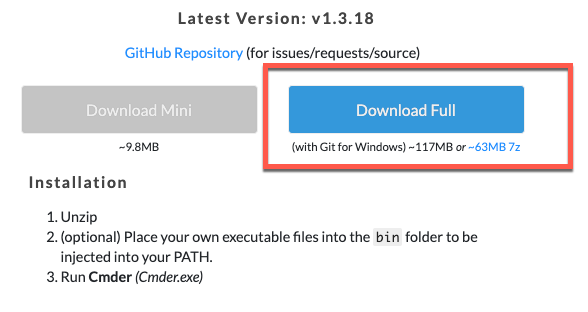 Latest Version: v1.3.18
GitHub Repository (for issues/requests/source)
Download Mini
Download Full
~9.8MB
(with Git for Windows) ~117MB or ~63MB 7z
Installation
1. Unzip
2. (optional) Place your own executable files into the bin folder to be
injected into your PATH.
3. Run Cmder (Cmder.exe)